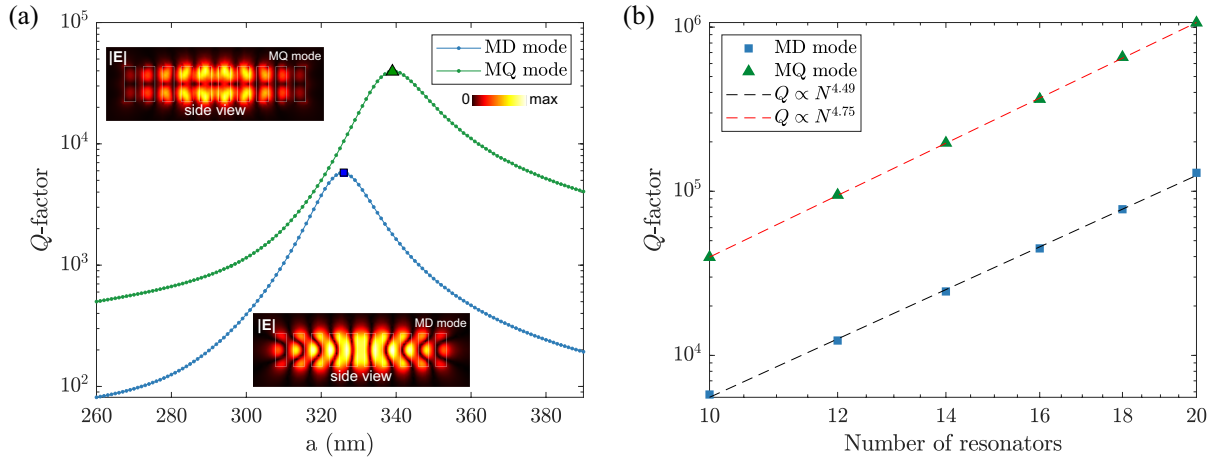 (a)
10^5
10^4
10^3
10^2
Q-factor
|E|
MQ mode
side view
MD mode
MQ mode
0 max
|E|
MD mode
side view
260 280 300 320 340 360 380
a (nm)
(b)
10^6
10^5
10^4
Q-factor
MD mode
MQ mode
Q ∝ N^4.49
Q ∝ N^4.75
10 12 14 16 18 20
Number of resonators